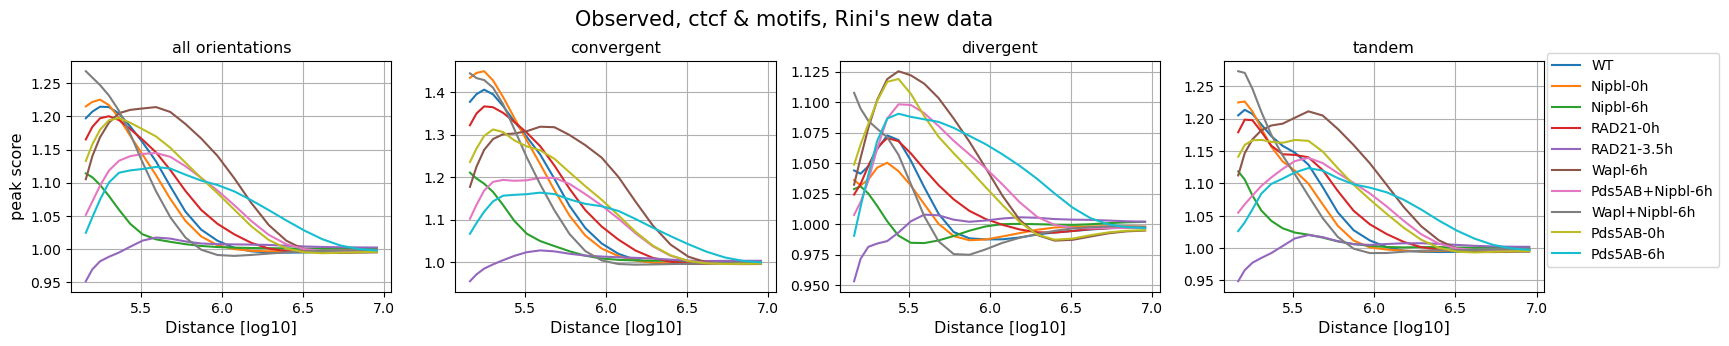 Observed, ctcf & motifs, Rini's new data
all orientations
convergent
divergent
tandem
peak score
1.25
1.20
1.15
1.10
1.05
1.00
0.95
5.5
6.0
6.5
7.0
Distance [log10]
1.4
1.3
1.2
1.1
1.0
5.5
6.0
6.5
7.0
Distance [log10]
1.125
1.100
1.075
1.050
1.025
1.000
0.975
0.950
5.5
6.0
6.5
7.0
Distance [log10]
1.25
1.20
1.15
1.10
1.05
1.00
0.95
5.5
6.0
6.5
7.0
Distance [log10]
WT
Nipbl-0h
Nipbl-6h
RAD21-0h
RAD21-3.5h
Wapl-6h
Pds5AB+Nipbl-6h
Wapl+Nipbl-6h
Pds5AB-0h
Pds5AB-6h